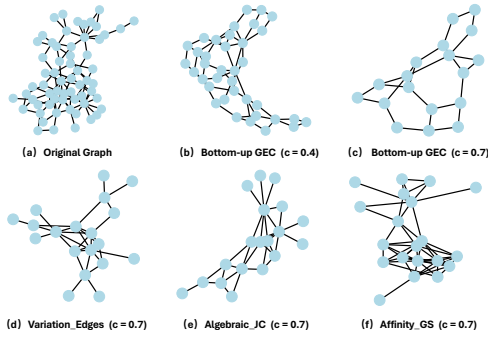 (a) Original Graph
(b) Bottom-up GEC (c = 0.4)
(c) Bottom-up GEC (c = 0.7)
(d) Variation_Edges (c = 0.7)
(e) Algebraic_JC (c = 0.7)
(f) Affinity_GS (c = 0.7)